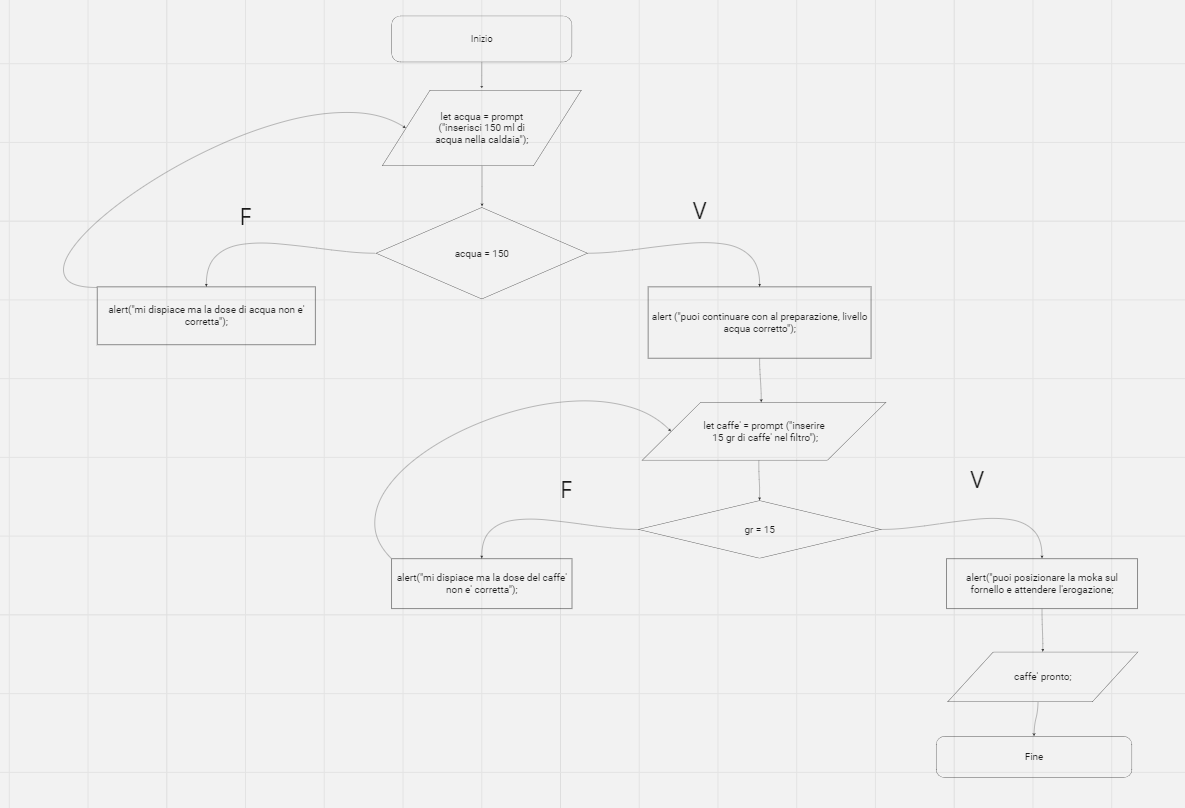 Inizio
let acqua = prompt
("inserisci 150 ml di
acqua nella caldaia");
F
V
acqua = 150
alert("mi dispiace ma la dose di acqua non e'
corretta");
alert ("puoi continuare con al preparazione, livello
acqua corretto");
let caffe' = prompt ("inserire
15 gr di caffe' nel filtro");
F
V
gr = 15
alert("mi dispiace ma la dose del caffe'
non e' corretta");
alert("puoi posizionare la moka sul
fornello e attendere l'erogazione;
caffe' pronto;
Fine